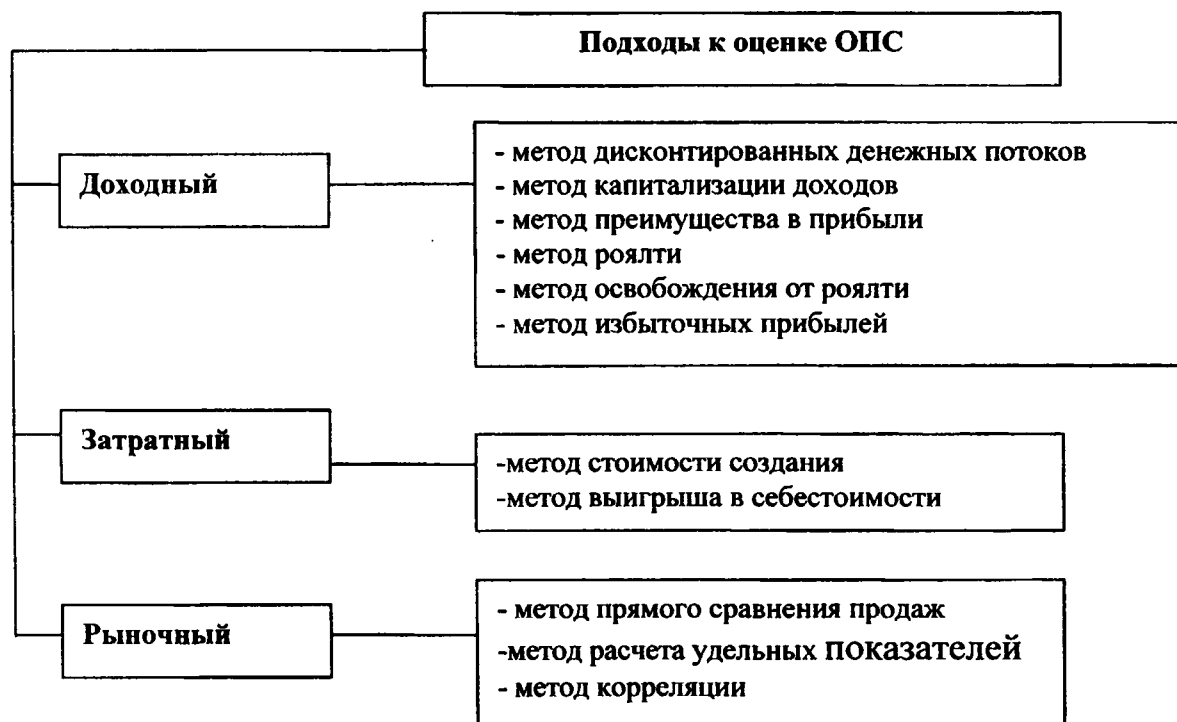 Подходы к оценке ОПС
Доходный
- метод дисконтированных денежных потоков
- метод капитализации доходов
- метод преимущества в прибыли
- метод роялти
- метод освобождения от роялти
- метод избыточных прибылей
Затратный
-метод стоимости создания
-метод выигрыша в себестоимости
Рыночный
- метод прямого сравнения продаж
-метод расчета удельных показателей
- метод корреляции